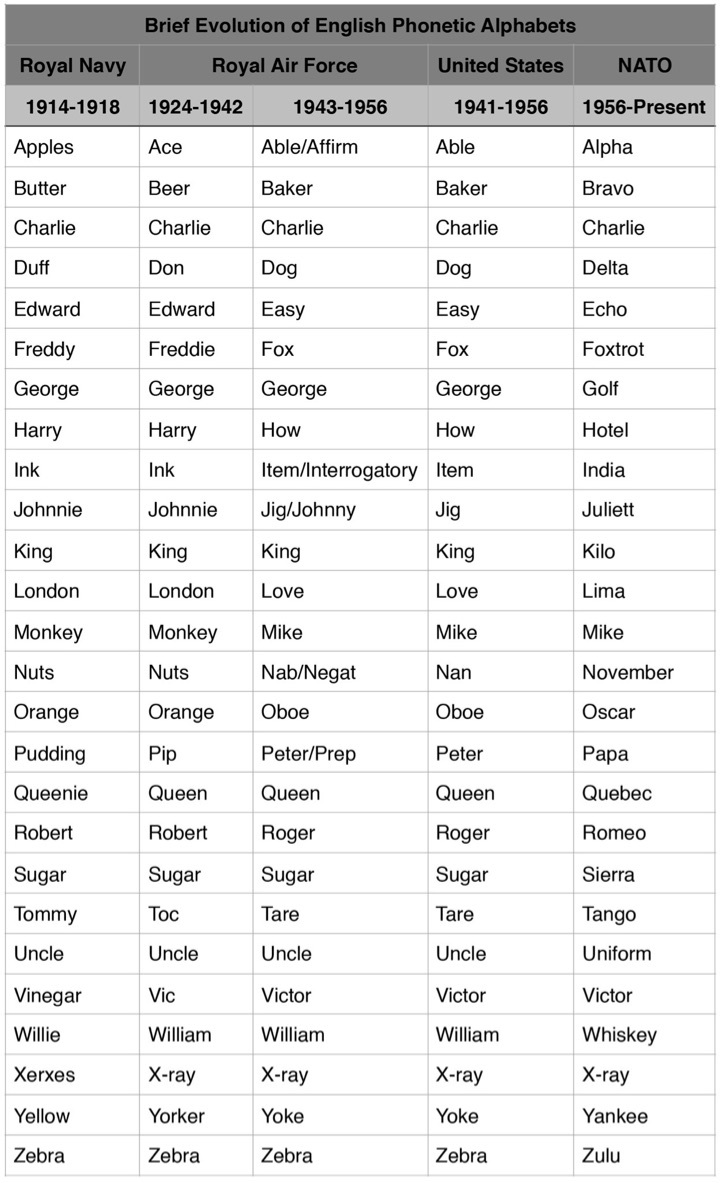 Brief Evolution of English Phonetic Alphabets
Royal Navy Royal Air Force United States NATO
1914-1918 1924-1942 1943-1956 1941-1956 1956-Present
Apples Ace Able/Affirm Able Alpha
Butter Beer Baker Baker Bravo
Charlie Charlie Charlie Charlie Charlie
Duff Don Dog Dog Delta
Edward Edward Easy Easy Echo
Freddy Freddie Fox Fox Foxtrot
George George George George Golf
Harry Harry How How Hotel
Ink Ink Item/Interrogatory Item India
Johnnie Johnnie Jig/Johnny Jig Juliett
King King King King Kilo
London London Love Love Lima
Monkey Monkey Mike Mike Mike
Nuts Nuts Nab/Negat Nan November
Orange Orange Oboe Oboe Oscar
Pudding Pip Peter/Prep Peter Papa
Queenie Queen Queen Queen Quebec
Robert Robert Roger Roger Romeo
Sugar Sugar Sugar Sugar Sierra
Tommy Toc Tare Tare Tango
Uncle Uncle Uncle Uncle Uniform
Vinegar Vic Victor Victor Victor
Willie William William William Whiskey
Xerxes X-ray X-ray X-ray X-ray
Yellow Yorker Yoke Yoke Yankee
Zebra Zebra Zebra Zebra Zulu